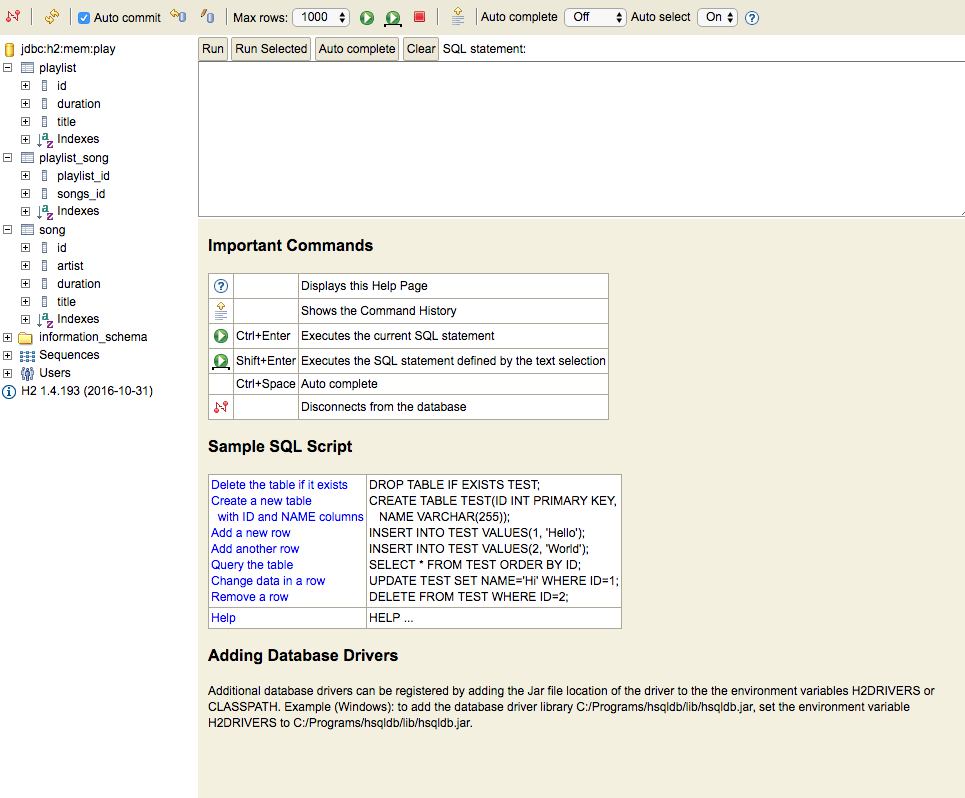 Auto commit Max rows: 1000 Auto complete Off Auto select On
jdbc:h2:mem:play
playlist
id
duration
title
Indexes
playlist_song
playlist_id
songs_id
Indexes
song
id
artist
duration
title
Indexes
information_schema
Sequences
Users
H2 1.4.193 (2016-10-31)
Run Run Selected Auto complete Clear SQL statement:
Important Commands
Displays this Help Page
Shows the Command History
Ctrl+Enter Executes the current SQL statement
Shift+Enter Executes the SQL statement defined by the text selection
Ctrl+Space Auto complete
Disconnects from the database
Sample SQL Script
Delete the table if it exists DROP TABLE IF EXISTS TEST;
Create a new table CREATE TABLE TEST(ID INT PRIMARY KEY,
with ID and NAME columns NAME VARCHAR(255));
Add a new row INSERT INTO TEST VALUES(1, 'Hello');
Add another row INSERT INTO TEST VALUES(2, 'World');
Query the table SELECT * FROM TEST ORDER BY ID;
Change data in a row UPDATE TEST SET NAME='Hi' WHERE ID=1;
Remove a row DELETE FROM TEST WHERE ID=2;
Help HELP ...
Adding Database Drivers
Additional database drivers can be registered by adding the Jar file location of the driver to the the environment variables H2DRIVERS or
CLASSPATH. Example (Windows): to add the database driver library C:/Programs/hsqldb/lib/hsqldb.jar, set the environment variable
H2DRIVERS to C:/Programs/hsqldb/lib/hsqldb.jar.